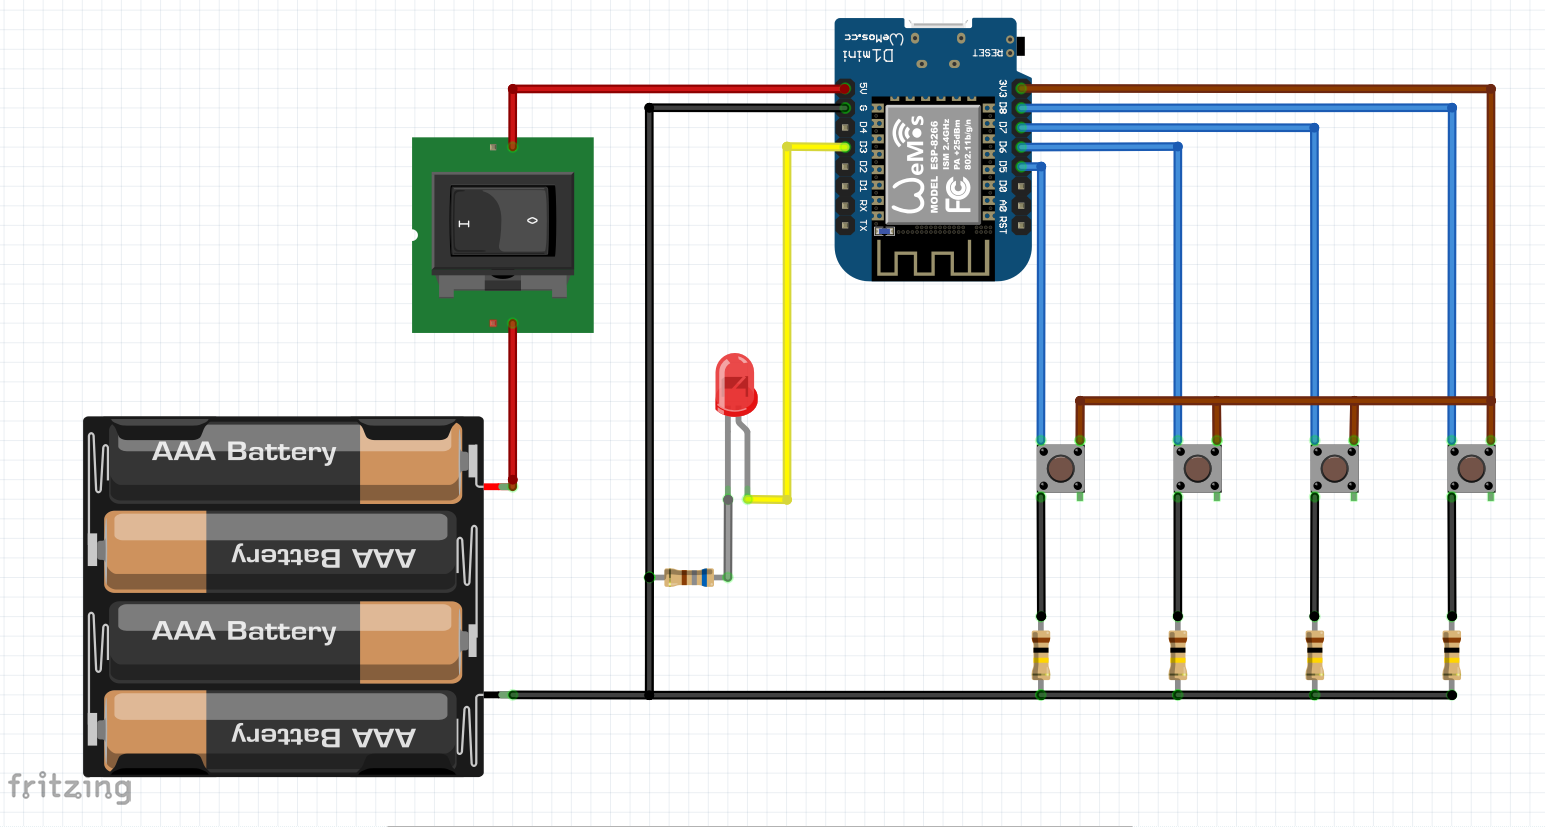 WeMos.cc
D1mini
RESET
5V
G
D4
D3
D2
D1
RX
TX
3V3
D8
D7
D6
D5
D0
A0
RST
WeMos
MODEL ESP-8266
ISM 2.4GHz
PA +25dBm
802.11b/g/n
FC
I O
AAA Battery
AAA Battery
AAA Battery
AAA Battery
fritzing